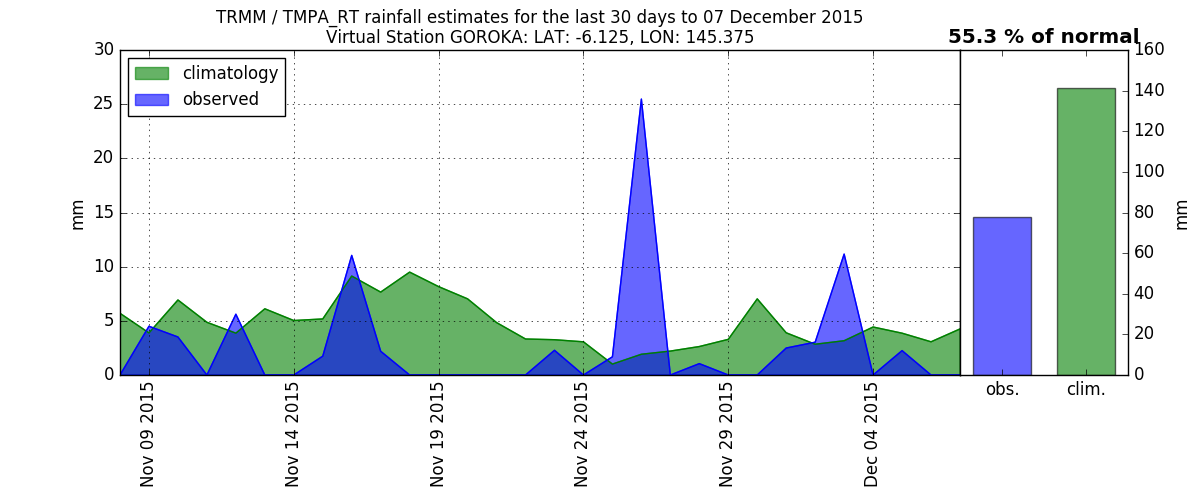 TRMM / TMPA_RT rainfall estimates for the last 30 days to 07 December 2015
Virtual Station GOROKA: LAT: -6.125, LON: 145.375
55.3 % of normal
climatology
observed
30
25
20
15
10
5
0
mm
Nov 09 2015
Nov 14 2015
Nov 19 2015
Nov 24 2015
Nov 29 2015
Dec 04 2015
obs.
clim.
160
140
120
100
80
60
40
20
0
mm